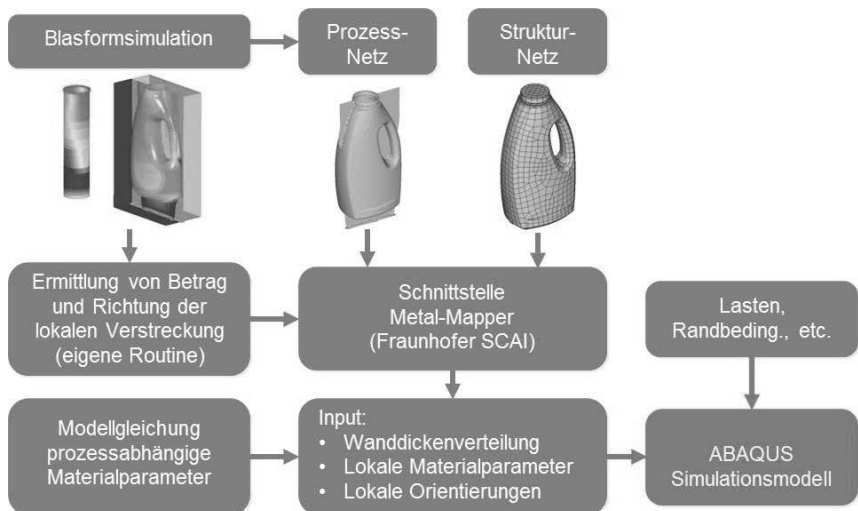 Blasformsimulation
Prozess-
Netz
Struktur-
Netz
Ermittlung von Betrag
und Richtung der
lokalen Verstreckung
(eigene Routine)
Schnittstelle
Metal-Mapper
(Fraunhofer SCAI)
Lasten,
Randbeding., etc.
Modellgleichung
prozessabhängige
Materialparameter
Input:
• Wanddickenverteilung
• Lokale Materialparameter
• Lokale Orientierungen
ABAQUS
Simulationsmodell